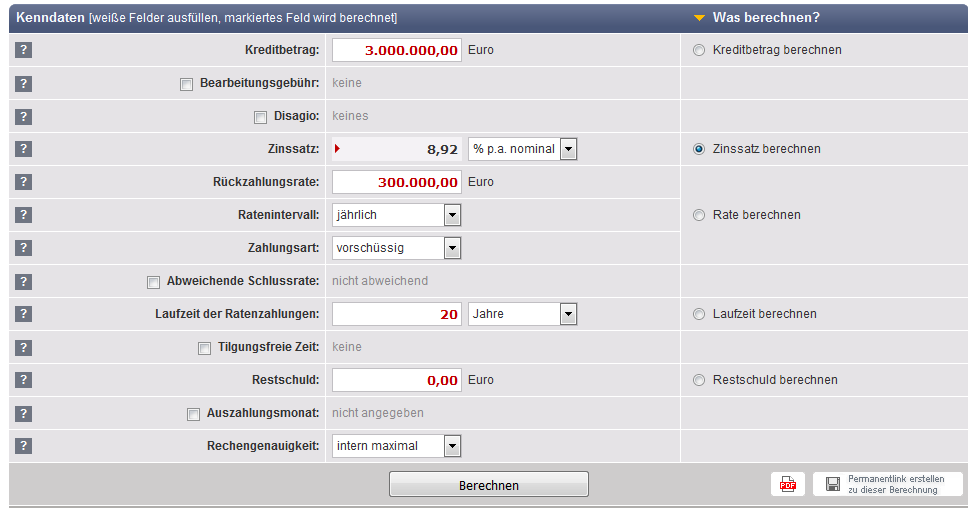 Kenndaten [weiße Felder ausfüllen, markiertes Feld wird berechnet] Was berechnen?
? Kreditbetrag: 3.000.000,00 Euro Kreditbetrag berechnen
? Bearbeitungsgebühr: keine
? Disagio: keines
? Zinssatz: 8,92 % p.a. nominal Zinssatz berechnen
? Rückzahlungsrate: 300.000,00 Euro
? Ratenintervall: jährlich Rate berechnen
? Zahlungsart: vorschüssig
? Abweichende Schlussrate: nicht abweichend
? Laufzeit der Ratenzahlungen: 20 Jahre Laufzeit berechnen
? Tilgungsfreie Zeit: keine
? Restschuld: 0,00 Euro Restschuld berechnen
? Auszahlungsmonat: nicht angegeben
? Rechengenauigkeit: intern maximal
Berechnen PDF Permanentlink erstellen
zu dieser Berechnung